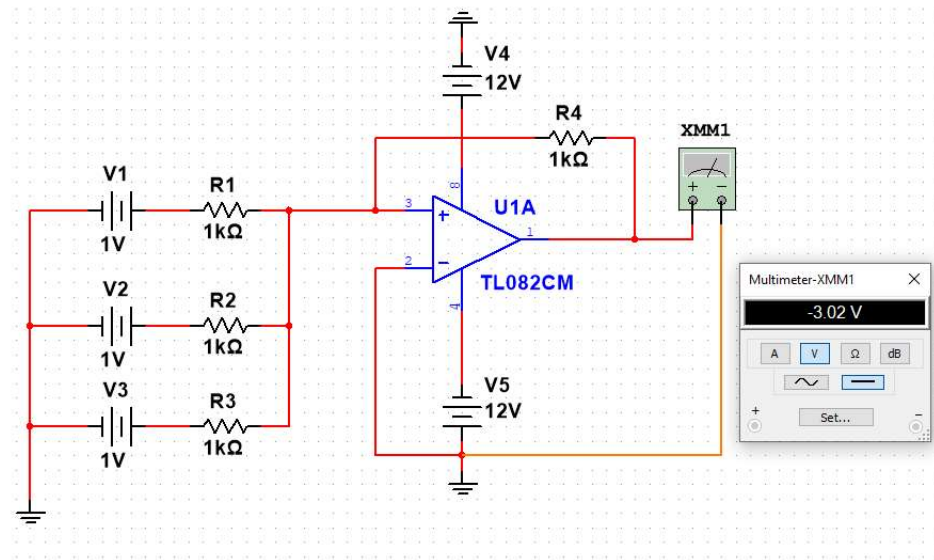 V4
12V
R4
1kΩ
XMM1
+ −
V1
1V
R1
1kΩ
3
8
+
U1A
1
2
−
TL082CM
4
V2
1V
R2
1kΩ
V3
1V
R3
1kΩ
V5
12V
Multimeter-XMM1
-3.02 V
A V Ω dB
Set...
+ −